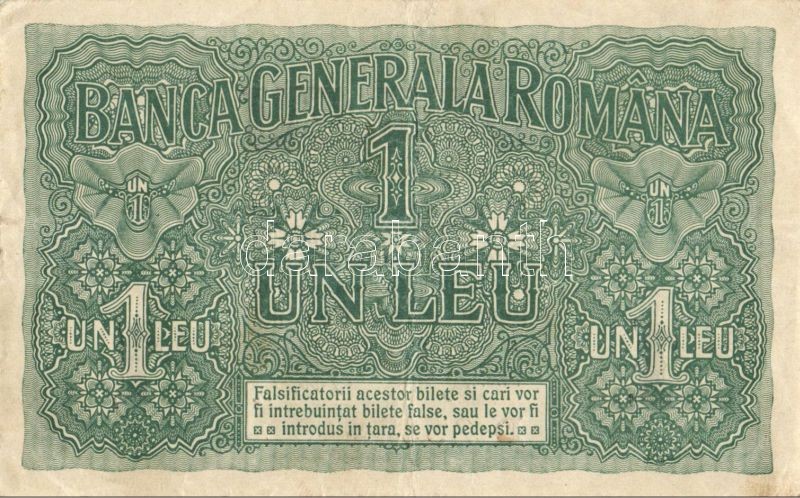 BANCA GENERALA ROMÂNA
1
UN
1
UN
1
UN LEU
UN 1 LEU
UN 1 LEU
darabanth
Falsificatorii acestor bilete si cari vor
fi intrebuințat bilete false, sau le vor fi
introdus in țara, se vor pedepsi.